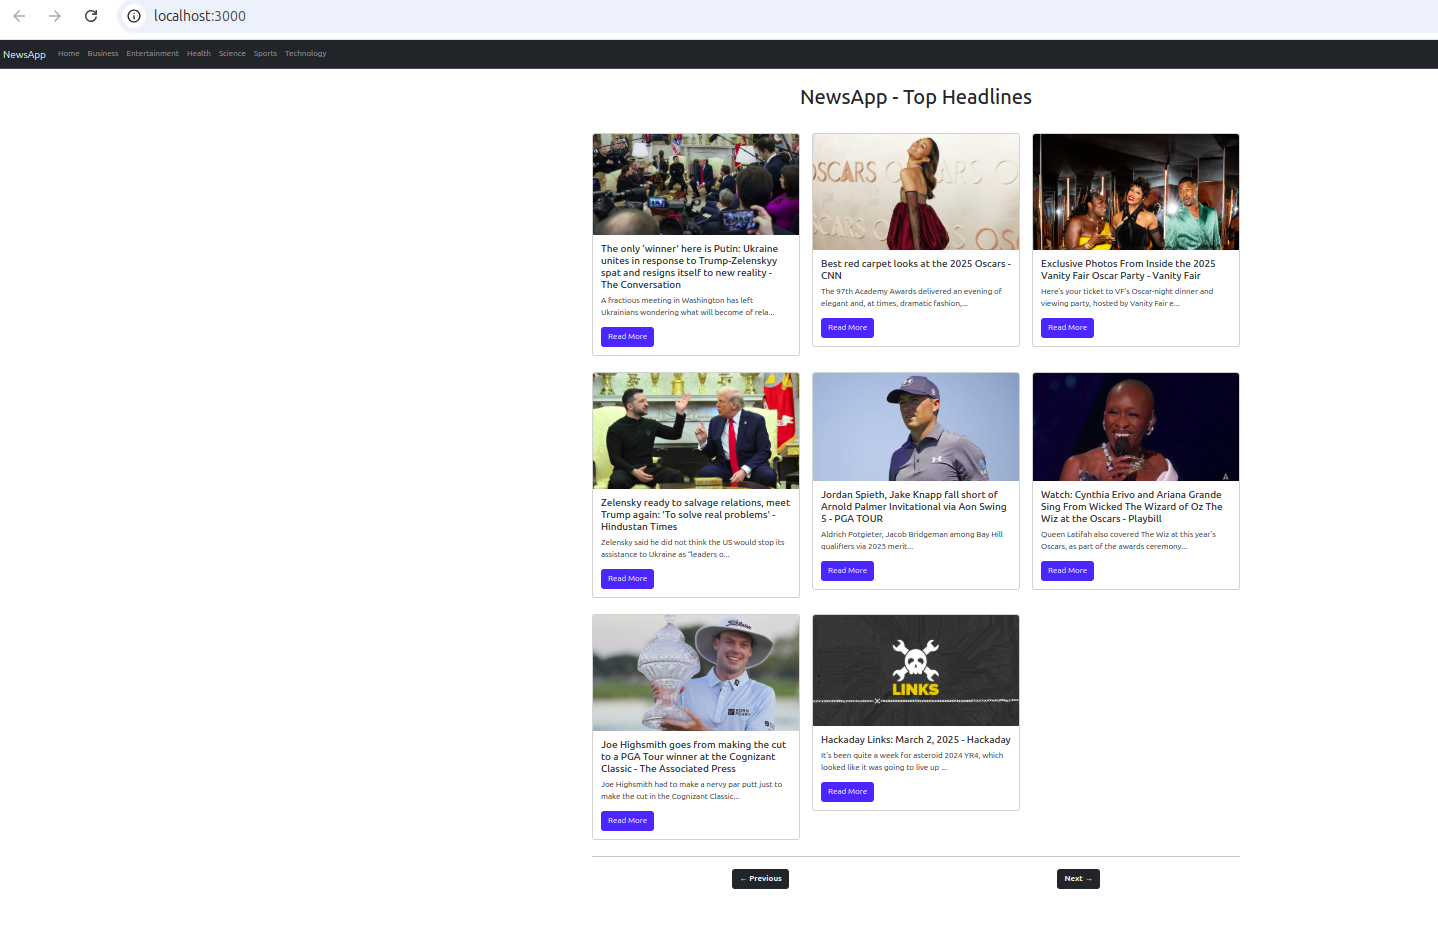 localhost:3000
NewsApp Home Business Entertainment Health Science Sports Technology
NewsApp - Top Headlines
The only ‘winner’ here is Putin: Ukraine
unites in response to Trump-Zelenskyy
spat and resigns itself to new reality -
The Conversation
A fractious meeting in Washington has left
Ukrainians wondering what will become of rela...
Read More
OSCARS OSCARS O
SCARS OSC
Best red carpet looks at the 2025 Oscars -
CNN
The 97th Academy Awards delivered an evening of
elegant and, at times, dramatic fashion,...
Read More
Exclusive Photos From Inside the 2025
Vanity Fair Oscar Party - Vanity Fair
Here’s your ticket to VF’s Oscar-night dinner and
viewing party, hosted by Vanity Fair e...
Read More
Zelensky ready to salvage relations, meet
Trump again: 'To solve real problems' -
Hindustan Times
Zelensky said he did not think the US would stop its
assistance to Ukraine as “leaders o...
Read More
Jordan Spieth, Jake Knapp fall short of
Arnold Palmer Invitational via Aon Swing
5 - PGA TOUR
Aldrich Potgieter, Jacob Bridgeman among Bay Hill
qualifiers via 2025 merit...
Read More
Watch: Cynthia Erivo and Ariana Grande
Sing From Wicked The Wizard of Oz The
Wiz at the Oscars - Playbill
Queen Latifah also covered The Wiz at this year's
Oscars, as part of the awards ceremony...
Read More
Titleist
Joe Highsmith goes from making the cut
to a PGA Tour winner at the Cognizant
Classic - The Associated Press
Joe Highsmith had to make a nervy par putt just to
make the cut in the Cognizant Classic...
Read More
LINKS
Hackaday Links: March 2, 2025 - Hackaday
It’s been quite a week for asteroid 2024 YR4, which
looked like it was going to live up ...
Read More
← Previous
Next →